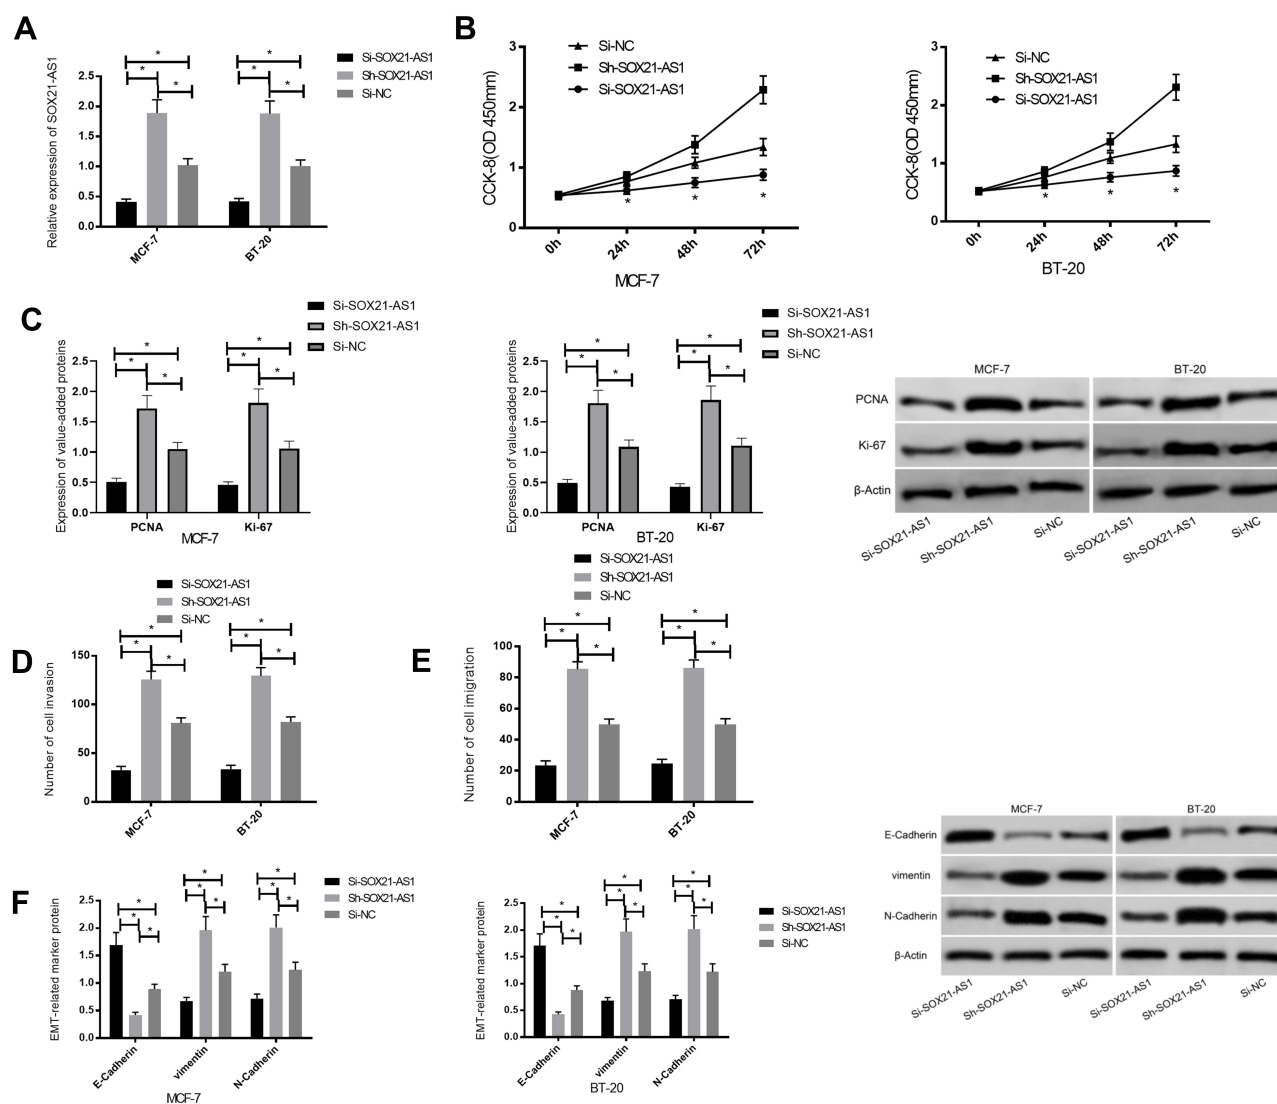 A
Relative expression of SOX21-AS1
2.5
2.0
1.5
1.0
0.5
0.0
* * *
* * *
MCF-7
BT-20
Si-SOX21-AS1
Sh-SOX21-AS1
Si-NC
B
CCK-8(OD 450mm)
3
2
1
0
Si-NC
Sh-SOX21-AS1
Si-SOX21-AS1
* * *
0h 24h 48h 72h
MCF-7
CCK-8(OD 450mm)
3
2
1
0
Si-NC
Sh-SOX21-AS1
Si-SOX21-AS1
* * *
0h 24h 48h 72h
BT-20
C
Expression of value-added proteins
2.5
2.0
1.5
1.0
0.5
0.0
* * *
* * *
PCNA Ki-67
MCF-7
Si-SOX21-AS1
Sh-SOX21-AS1
Si-NC
Expression of value-added proteins
2.5
2.0
1.5
1.0
0.5
0.0
* * *
* * *
PCNA Ki-67
BT-20
Si-SOX21-AS1
Sh-SOX21-AS1
Si-NC
MCF-7 BT-20
PCNA
Ki-67
β-Actin
Si-SOX21-AS1 Sh-SOX21-AS1 Si-NC Si-SOX21-AS1 Sh-SOX21-AS1 Si-NC
D
Number of cell invasion
150
100
50
0
* * *
* * *
MCF-7 BT-20
Si-SOX21-AS1
Sh-SOX21-AS1
Si-NC
E
Number of cell imigration
100
80
60
40
20
0
* * *
* * *
MCF-7 BT-20
Si-SOX21-AS1
Sh-SOX21-AS1
Si-NC
F
EMT-related marker protein
2.5
2.0
1.5
1.0
0.5
0.0
* * *
* * *
* * *
E-Cadherin vimentin N-Cadherin
MCF-7
Si-SOX21-AS1
Sh-SOX21-AS1
Si-NC
EMT-related marker protein
2.5
2.0
1.5
1.0
0.5
0.0
* * *
* * *
* * *
E-Cadherin vimentin N-Cadherin
BT-20
Si-SOX21-AS1
Sh-SOX21-AS1
Si-NC
MCF-7 BT-20
E-Cadherin
vimentin
N-Cadherin
β-Actin
Si-SOX21-AS1 Sh-SOX21-AS1 Si-NC Si-SOX21-AS1 Sh-SOX21-AS1 Si-NC